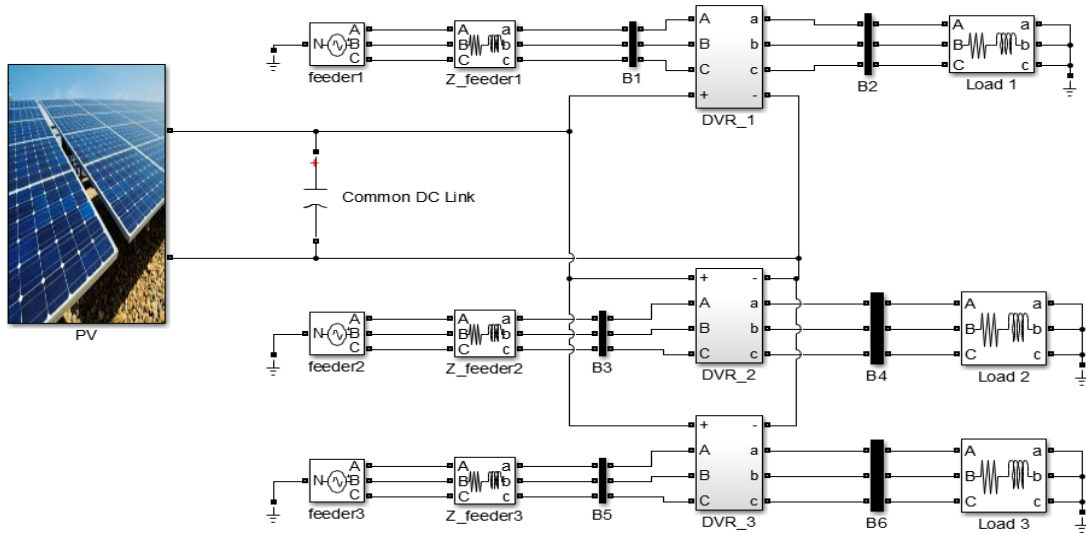 A a A a A a
N B B b B b B b
C C c C c C c
feeder1 Z_feeder1 B1 + - B2 Load 1
DVR_1
+
Common DC Link
PV
+ -
A a A a A a
N B B b B b B b
C C c C c C c
feeder2 Z_feeder2 B3 DVR_2 B4 Load 2
+ -
A a A a A a
N B B b B b B b
C C c C c C c
feeder3 Z_feeder3 B5 DVR_3 B6 Load 3